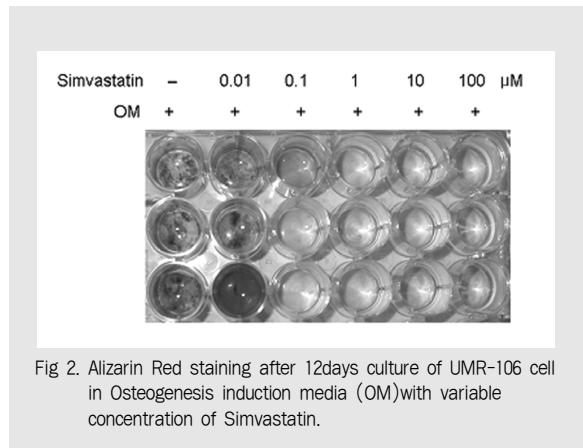 Simvastatin – 0.01 0.1 1 10 100 μM
OM + + + + + +
Fig 2. Alizarin Red staining after 12days culture of UMR-106 cell
in Osteogenesis induction media (OM)with variable
concentration of Simvastatin.